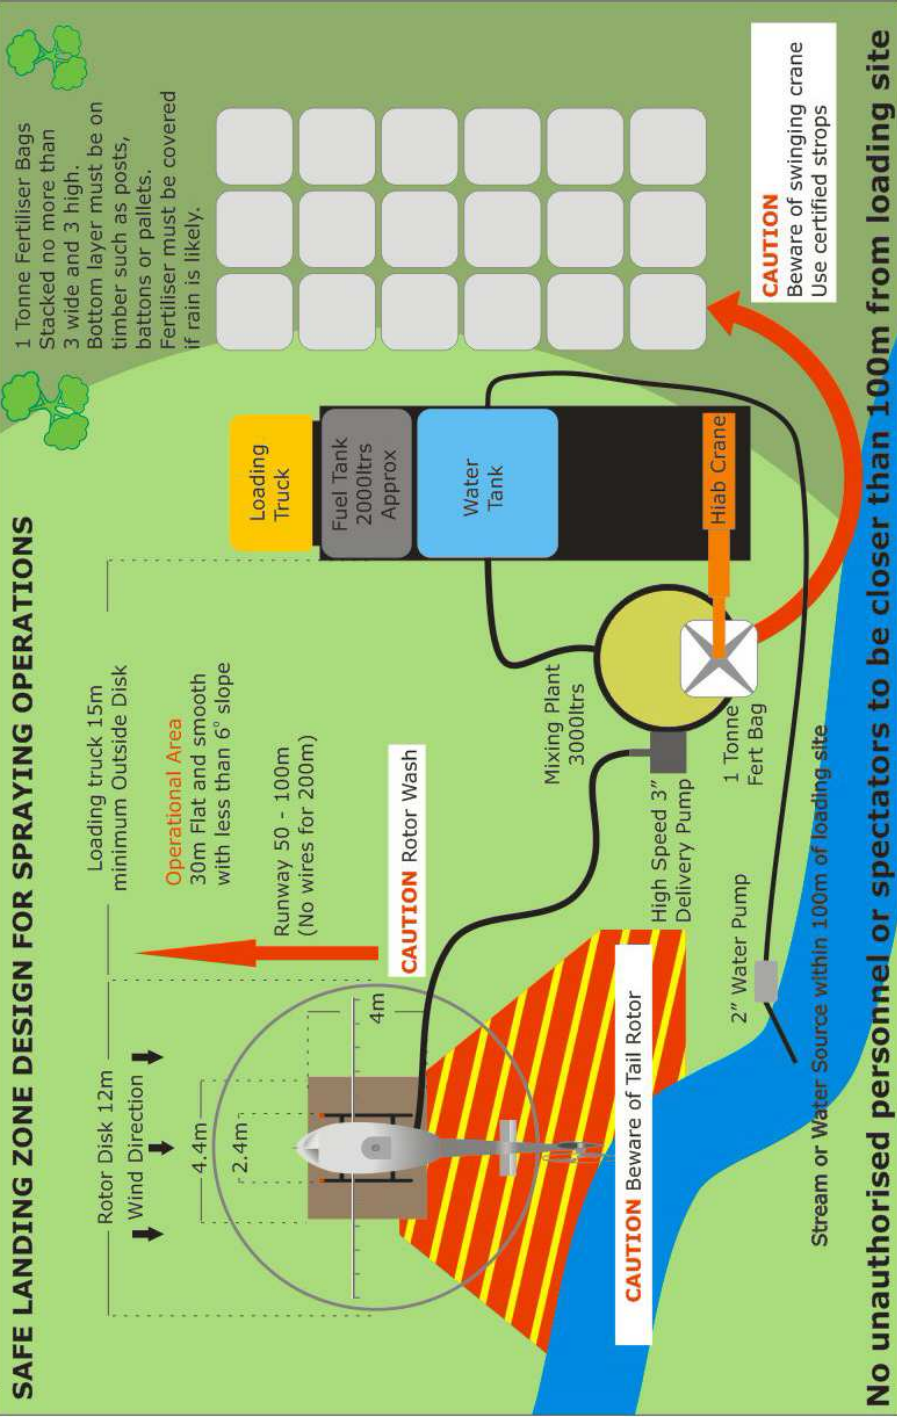 SAFE LANDING ZONE DESIGN FOR SPRAYING OPERATIONS
Rotor Disk 12m
Wind Direction
4.4m
2.4m
4m
Loading truck 15m
minimum Outside Disk
Operational Area
30m Flat and smooth
with less than 6° slope
Runway 50 - 100m
(No wires for 200m)
CAUTION Rotor Wash
1 Tonne Fertiliser Bags
Stacked no more than
3 wide and 3 high.
Bottom layer must be on
timber such as posts,
battons or pallets.
Fertiliser must be covered
if rain is likely.
Loading
Truck
Fuel Tank
2000ltrs
Approx
Water
Tank
Hiab Crane
Mixing Plant
3000ltrs
High Speed 3”
Delivery Pump
1 Tonne
Fert Bag
CAUTION Beware of Tail Rotor
2” Water Pump
CAUTION
Beware of swinging crane
Use certified strops
Stream or Water Source within 100m of loading site
No unauthorised personnel or spectators to be closer than 100m from loading site